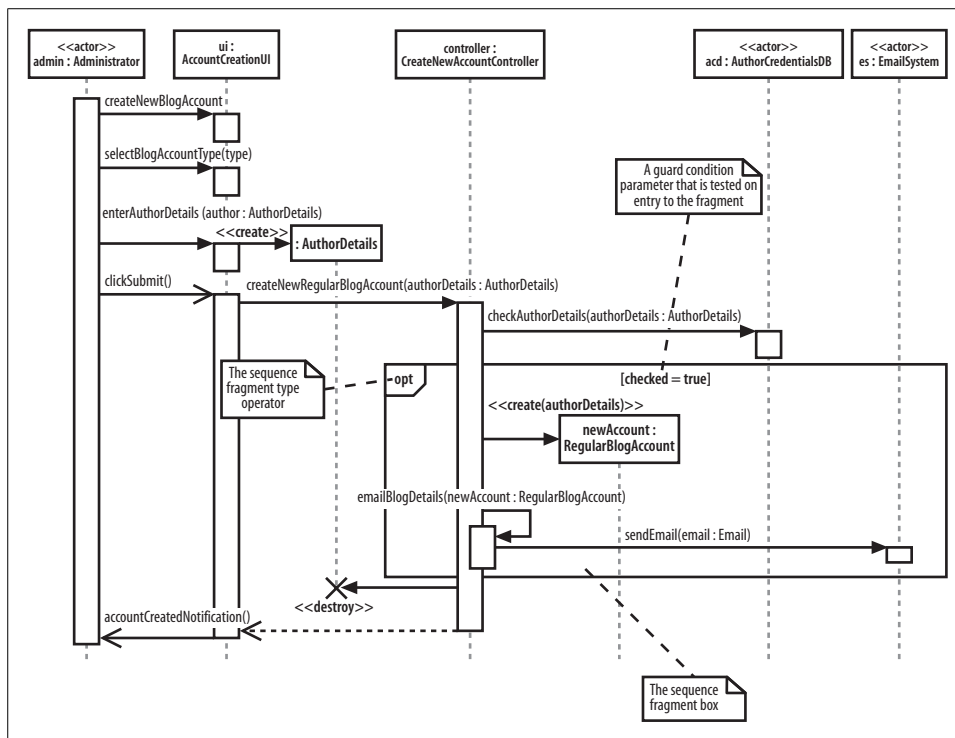 <<actor>>
admin : Administrator
ui :
AccountCreationUI
controller :
CreateNewAccountController
<<actor>>
acd : AuthorCredentialsDB
<<actor>>
es : EmailSystem
createNewBlogAccount
selectBlogAccountType(type)
A guard condition
parameter that is tested on
entry to the fragment
enterAuthorDetails (author : AuthorDetails)
<<create>>
: AuthorDetails
clickSubmit()
createNewRegularBlogAccount(authorDetails : AuthorDetails)
checkAuthorDetails(authorDetails : AuthorDetails)
The sequence
fragment type
operator
opt
[checked = true]
<<create(authorDetails)>>
newAccount :
RegularBlogAccount
emailBlogDetails(newAccount : RegularBlogAccount)
sendEmail(email : Email)
<<destroy>>
accountCreatedNotification()
The sequence
fragment box